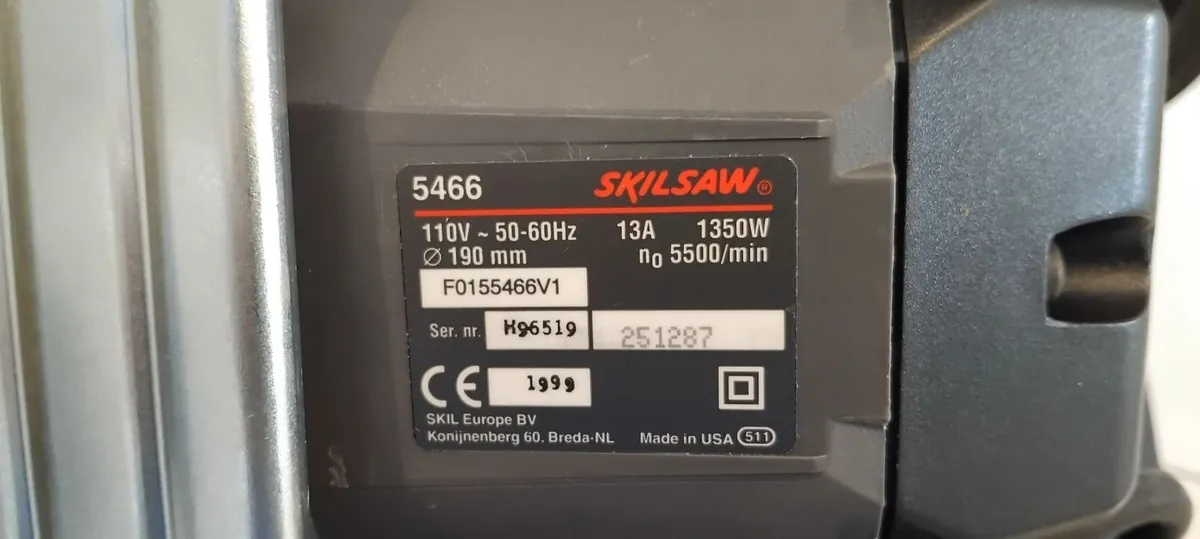 5466 SKILSAW®
110V ~ 50-60Hz 13A 1350W
Ø 190 mm n₀ 5500/min
F0155466V1
Ser. nr. H96519 251287
CE 1999
SKIL Europe BV
Konijnenberg 60. Breda-NL Made in USA 511